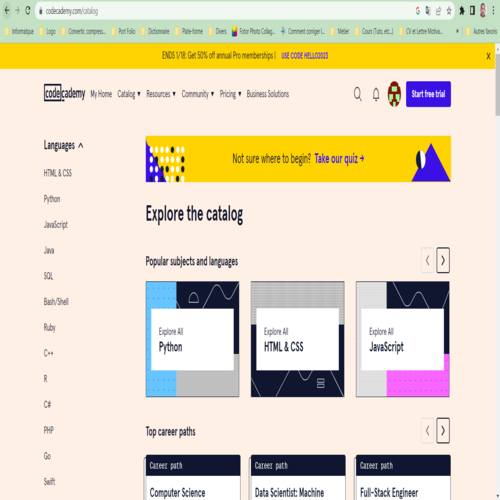 codecademy.com/catalog
Informatique Logo Convertir, compress... Port Folio Dictionnaire Plate-forme Divers Fotor Photo Collag... Comment corriger l... Metier Cours (Tuto, etc...) CV et Lettre Motiva... » Autres favoris
ENDS 1/18: Get 50% off annual Pro memberships | USE CODE HELLO2023 X
codecademy My Home Catalog Resources Community Pricing Business Solutions Start free trial
Languages
HTML & CSS
Python
JavaScript
Java
SQL
Bash/Shell
Ruby
C++
R
C#
PHP
Go
Swift
Not sure where to begin? Take our quiz →
Explore the catalog
Popular subjects and languages
Explore All
Python
Explore All
HTML & CSS
Explore All
JavaScript
Top career paths
Career path
Computer Science
Career path
Data Scientist: Machine
Career path
Full-Stack Engineer